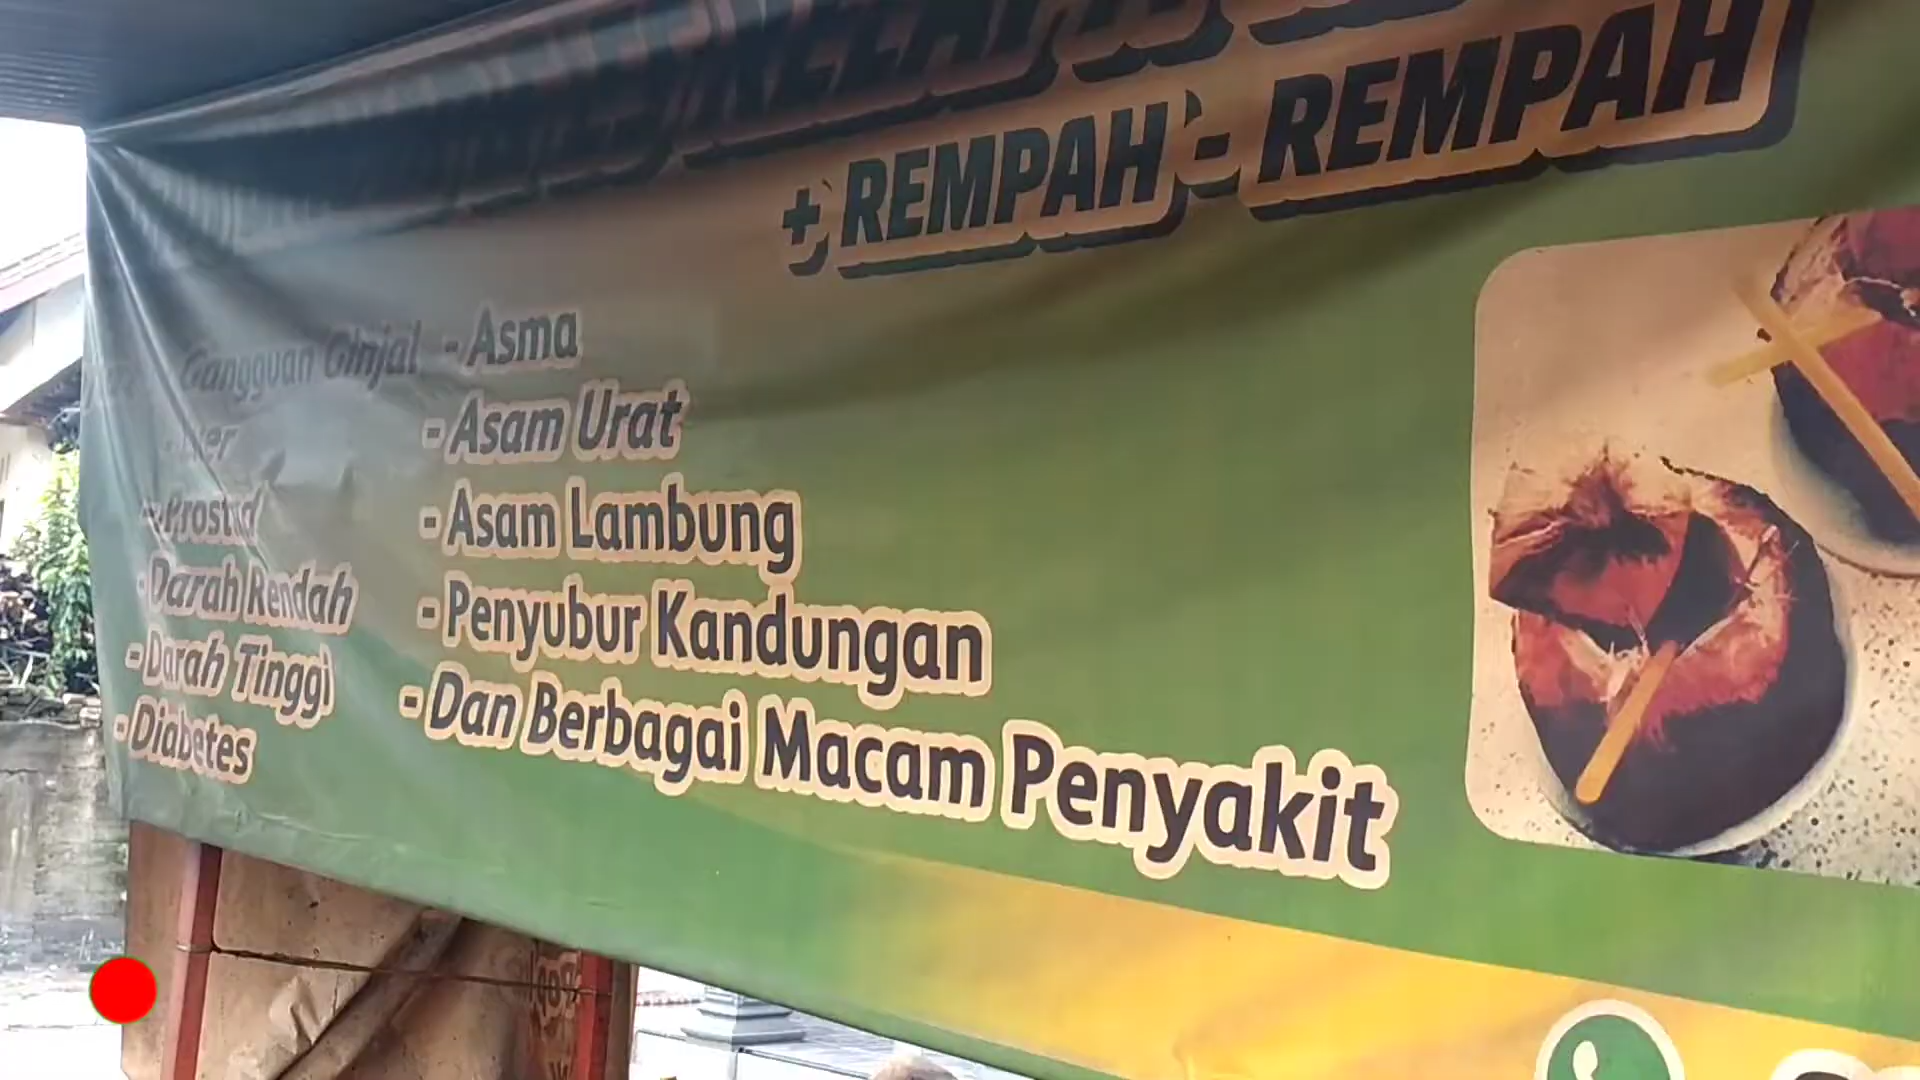 + REMPAH - REMPAH
Gangguan Ginjal
- Asma
- Asam Urat
- Asam Lambung
- Penyubur Kandungan
- Dan Berbagai Macam Penyakit
- Darah Rendah
- Darah Tinggi
- Diabetes